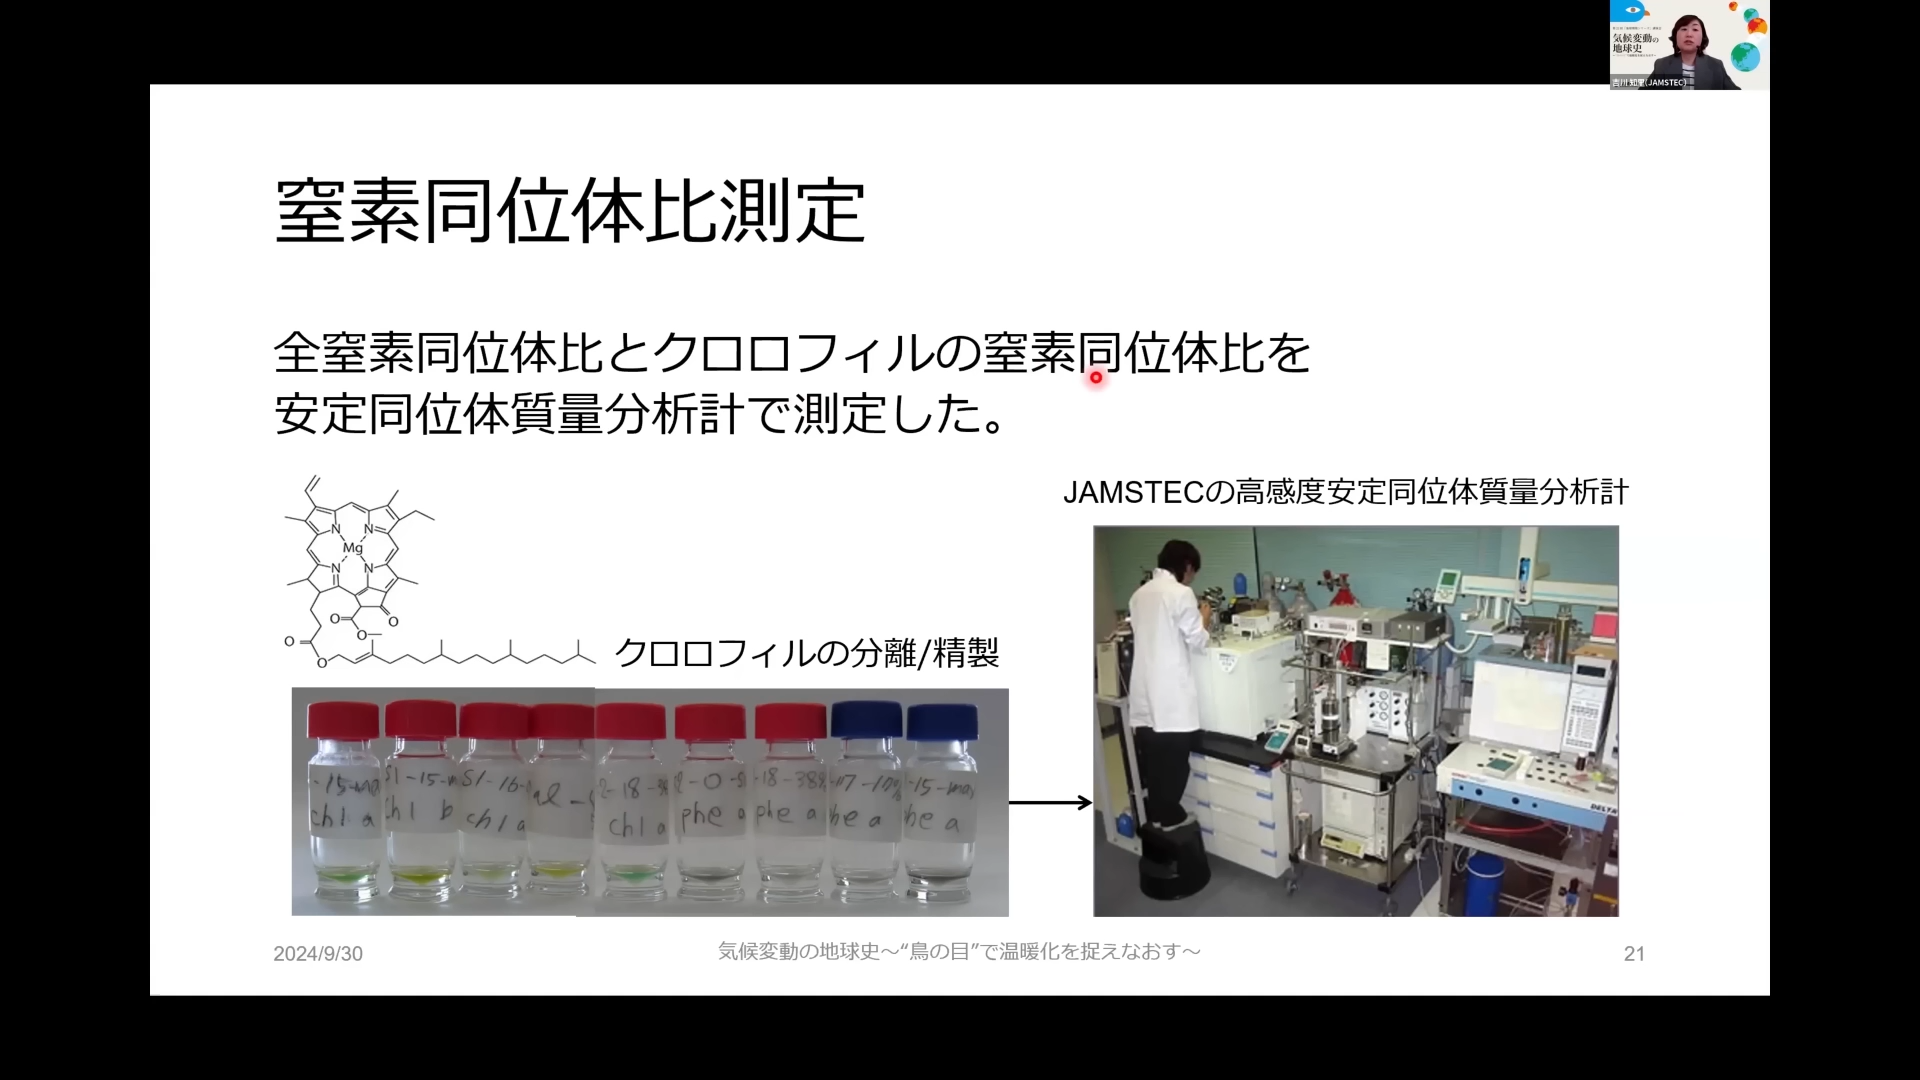 気候変動の
地球史
吉川 知里(JAMSTEC)
窒素同位体比測定
全窒素同位体比とクロロフィルの窒素同位体比を
安定同位体質量分析計で測定した。
JAMSTECの高感度安定同位体質量分析計
N N
Mg
N N
O O
O
O
O
クロロフィルの分離/精製
chl a
chl b
chl a
chl a
phe a
phe a
DELTA
2024/9/30
気候変動の地球史～“鳥の目”で温暖化を捉えなおす～
21